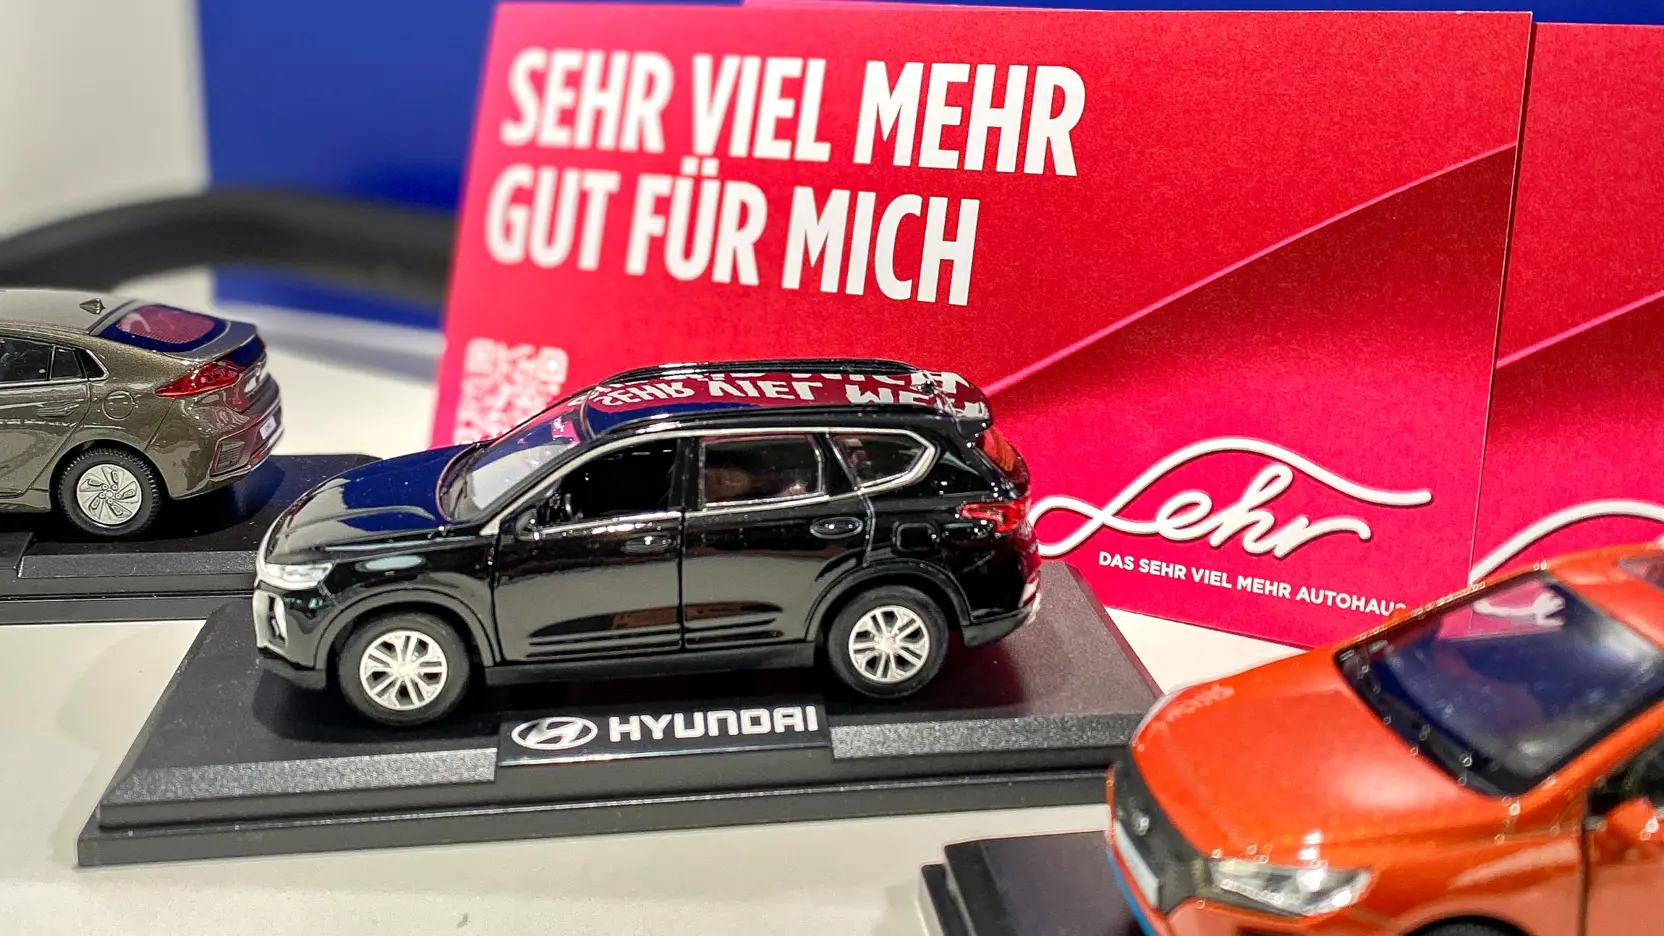 SEHR VIEL MEHR
GUT FÜR MICH
Sehr
DAS SEHR VIEL MEHR AUTOHAUS
HYUNDAI